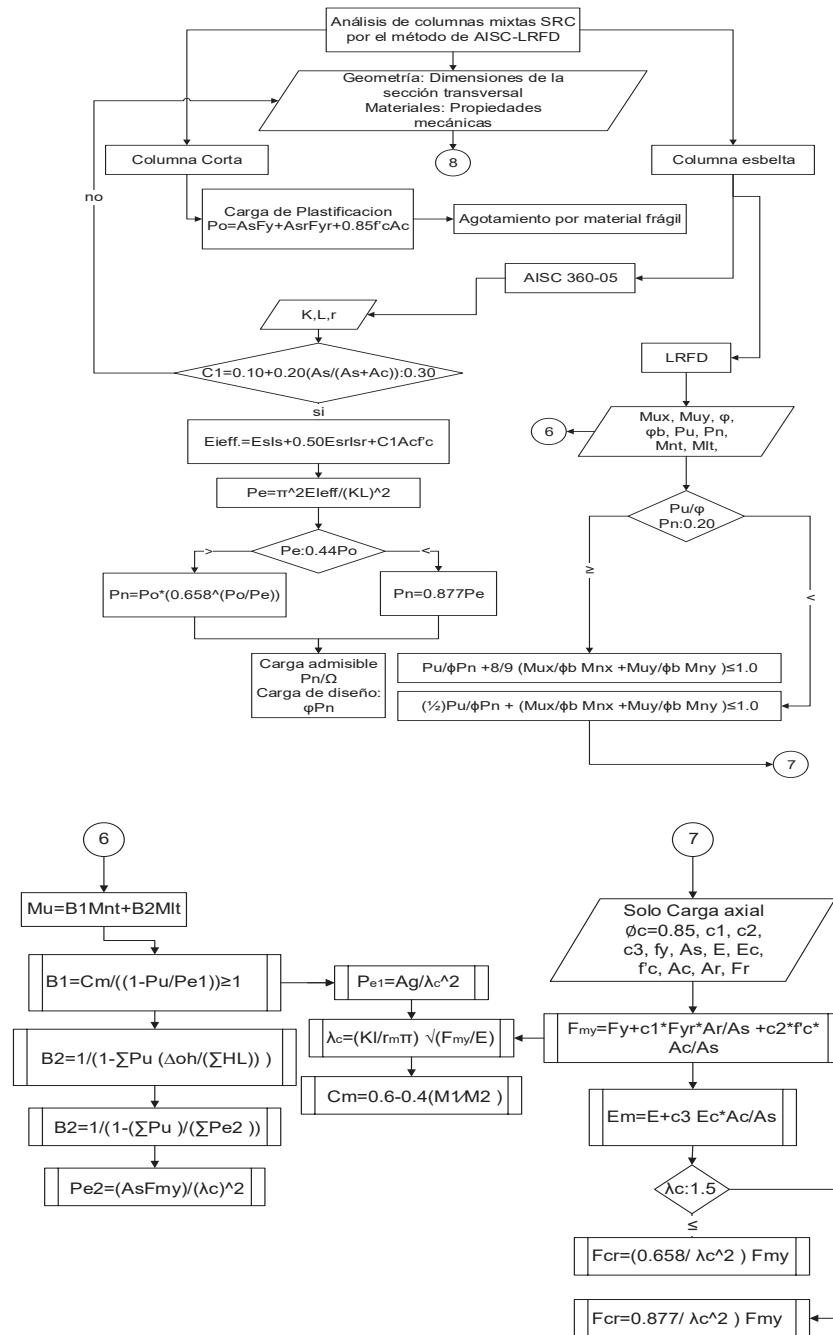 Análisis de columnas mixtas SRC
por el método de AISC-LRFD
Geometría: Dimensiones de la
sección transversal
Materiales: Propiedades
mecánicas
8
Columna Corta
Columna esbelta
no
Carga de Plastificacion
Po=AsFy+AsrFyr+0.85f'cAc
Agotamiento por material frágil
AISC 360-05
K,L,r
LRFD
C1=0.10+0.20(As/(As+Ac)):0.30
si
Eieff.=EsIs+0.50EsrIsr+C1Acf'c
Pe=π^2EIeff/(KL)^2
Pe:0.44Po
>
<
Pn=Po*(0.658^(Po/Pe))
Pn=0.877Pe
Carga admisible
Pn/Ω
Carga de diseño:
φPn
6
Mux, Muy, φ,
φb, Pu, Pn,
Mnt, Mlt,
Pu/φ
Pn:0.20
≥
<
Pu/ϕPn +8/9 (Mux/ϕb Mnx +Muy/ϕb Mny )≤1.0
(½)Pu/ϕPn + (Mux/ϕb Mnx +Muy/ϕb Mny )≤1.0
7
6
Mu=B1Mnt+B2Mlt
B1=Cm/((1-Pu/Pe1))≥1
B2=1/(1-∑Pu (∆oh/(∑HL)) )
B2=1/(1-(∑Pu )/(∑Pe2 ))
Pe2=(AsFmy)/(λc)^2
Pe1=Ag/λc^2
λc=(Kl/rmπ) √(Fmy/E)
Cm=0.6-0.4(M1/M2 )
7
Solo Carga axial
Øc=0.85, c1, c2,
c3, fy, As, E, Ec,
f'c, Ac, Ar, Fr
Fmy=Fy+c1*Fyr*Ar/As +c2*f'c*
Ac/As
Em=E+c3 Ec*Ac/As
λc:1.5
≤
Fcr=(0.658/ λc^2 ) Fmy
Fcr=0.877/ λc^2 ) Fmy